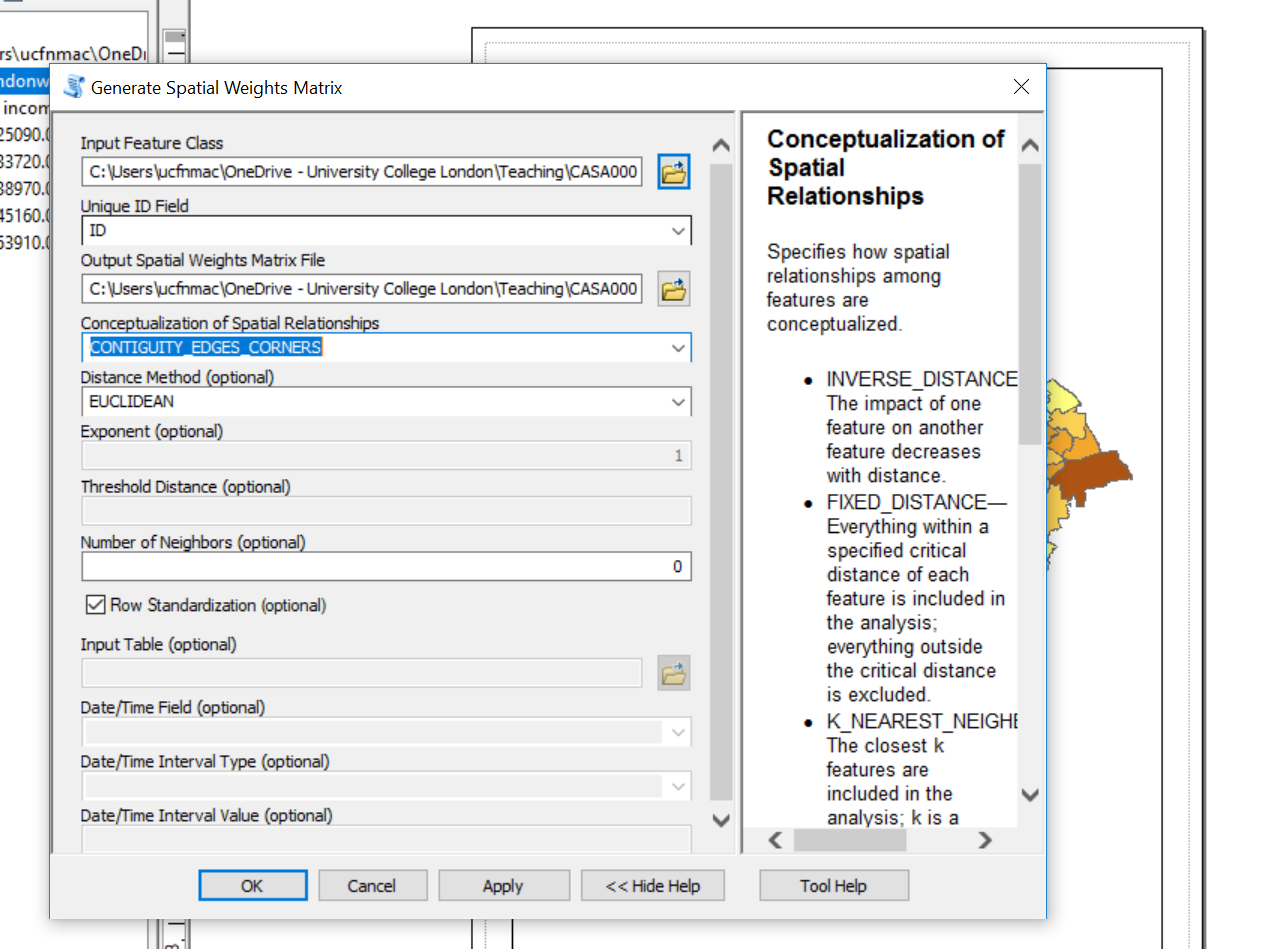 rs\ucfnmac\OneDr
ndonw
incom
25090.0
33720.0
38970.0
45160.0
53910.0
Generate Spatial Weights Matrix
Input Feature Class
C:\Users\ucfnmac\OneDrive - University College London\Teaching\CASA000
Unique ID Field
ID
Output Spatial Weights Matrix File
C:\Users\ucfnmac\OneDrive - University College London\Teaching\CASA000
Conceptualization of Spatial Relationships
CONTIGUITY_EDGES_CORNERS
Distance Method (optional)
EUCLIDEAN
Exponent (optional)
1
Threshold Distance (optional)
Number of Neighbors (optional)
0
Row Standardization (optional)
Input Table (optional)
Date/Time Field (optional)
Date/Time Interval Type (optional)
Date/Time Interval Value (optional)
OK
Cancel
Apply
<< Hide Help
Tool Help
Conceptualization of
Spatial
Relationships
Specifies how spatial
relationships among
features are
conceptualized.
• INVERSE_DISTANCE
The impact of one
feature on another
feature decreases
with distance.
• FIXED_DISTANCE—
Everything within a
specified critical
distance of each
feature is included in
the analysis;
everything outside
the critical distance
is excluded.
• K_NEAREST_NEIGHB
The closest k
features are
included in the
analysis; k is a